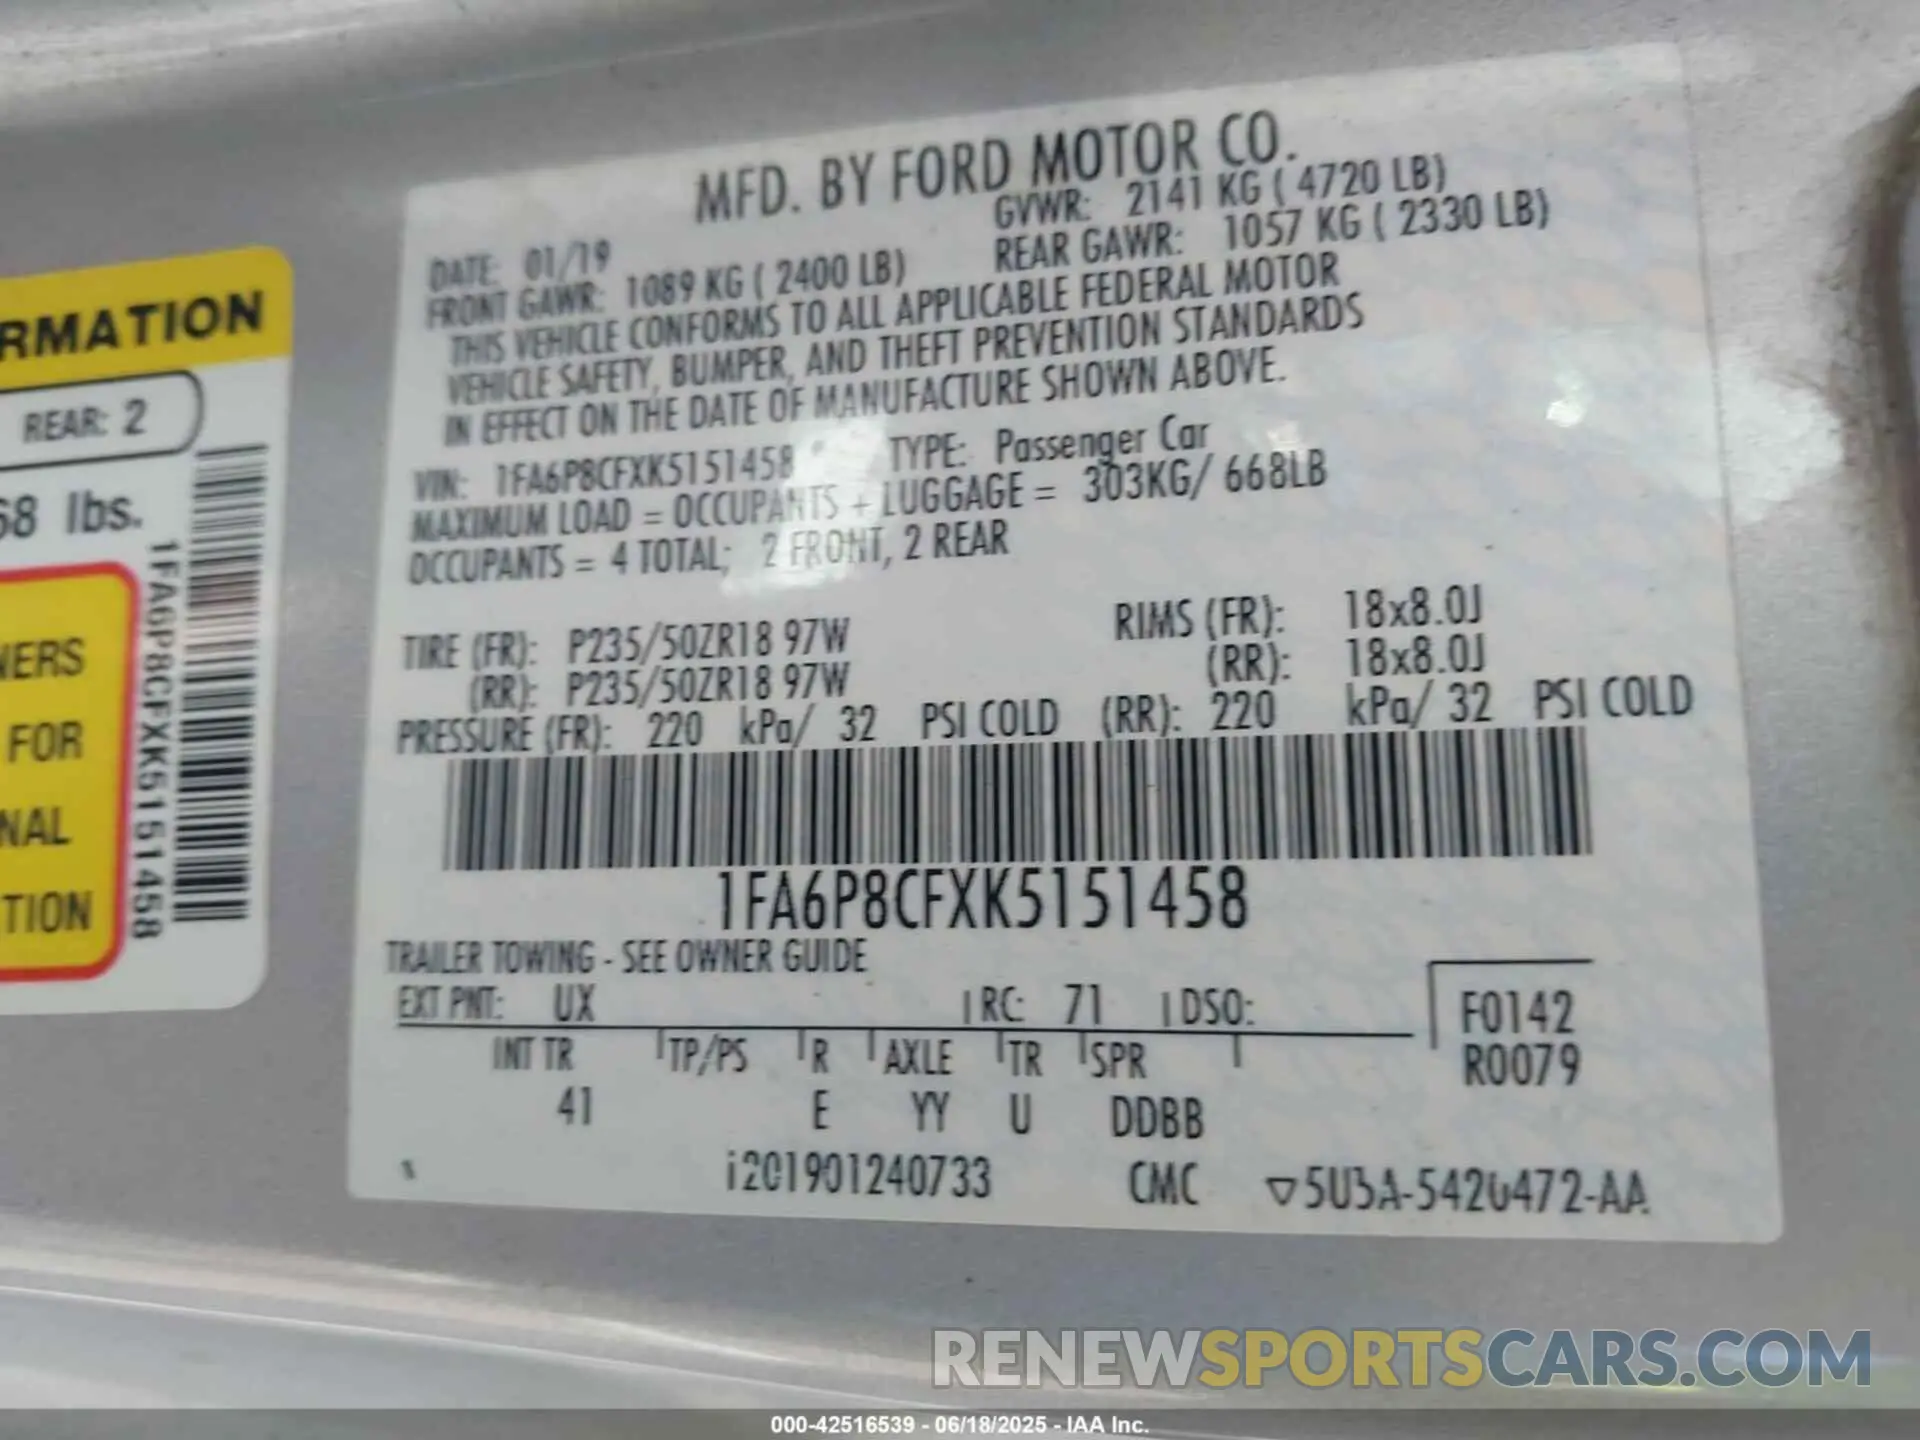 RMATION
REAR: 2
68 lbs.
NERS
FOR
NAL
TION
1FA6P8CFXK5151458
MFD. BY FORD MOTOR CO.
DATE: 01/19 GVWR: 2141 KG ( 4720 LB)
FRONT GAWR: 1089 KG ( 2400 LB) REAR GAWR: 1057 KG ( 2330 LB)
THIS VEHICLE CONFORMS TO ALL APPLICABLE FEDERAL MOTOR
VEHICLE SAFETY, BUMPER, AND THEFT PREVENTION STANDARDS
IN EFFECT ON THE DATE OF MANUFACTURE SHOWN ABOVE.
VIN: 1FA6P8CFXK5151458 TYPE: Passenger Car
MAXIMUM LOAD = OCCUPANTS + LUGGAGE = 303KG/ 668LB
OCCUPANTS = 4 TOTAL; 2 FRONT, 2 REAR
TIRE (FR): P235/50ZR18 97W RIMS (FR): 18x8.0J
(RR): P235/50ZR18 97W (RR): 18x8.0J
PRESSURE (FR): 220 kPa/ 32 PSI COLD (RR): 220 kPa/ 32 PSI COLD
1FA6P8CFXK5151458
TRAILER TOWING - SEE OWNER GUIDE
EXT PNT: UX RC: 71 DSO: F0142
INT TR TP/PS R AXLE TR SPR R0079
41 E YY U DDBB
i201901240733 CMC ▽5U5A-5420472-AA
RENEWSPORTSCARS.COM
000-42516539 - 06/18/2025 - IAA Inc.